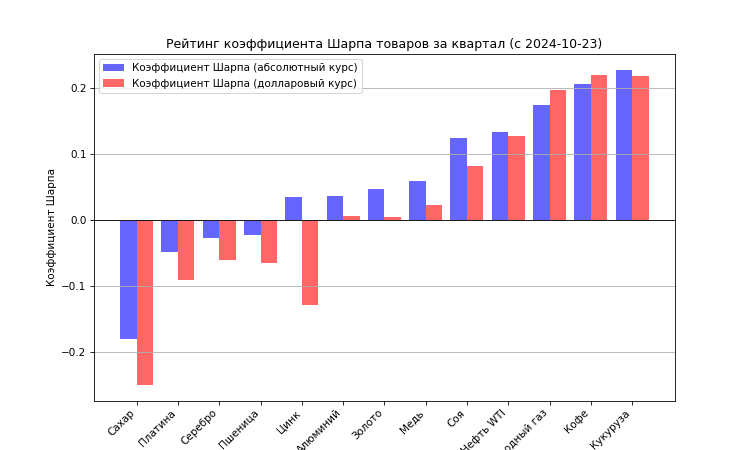 Рейтинг коэффициента Шарпа товаров за квартал (с 2024-10-23)
Коэффициент Шарпа (абсолютный курс)
Коэффициент Шарпа (долларовый курс)
Коэффициент Шарпа
0.2
0.1
0.0
−0.1
−0.2
Сахар
Платина
Серебро
Пшеница
Цинк
Алюминий
Золото
Медь
Соя
Нефть WTI
газ
Кофе
Кукуруза